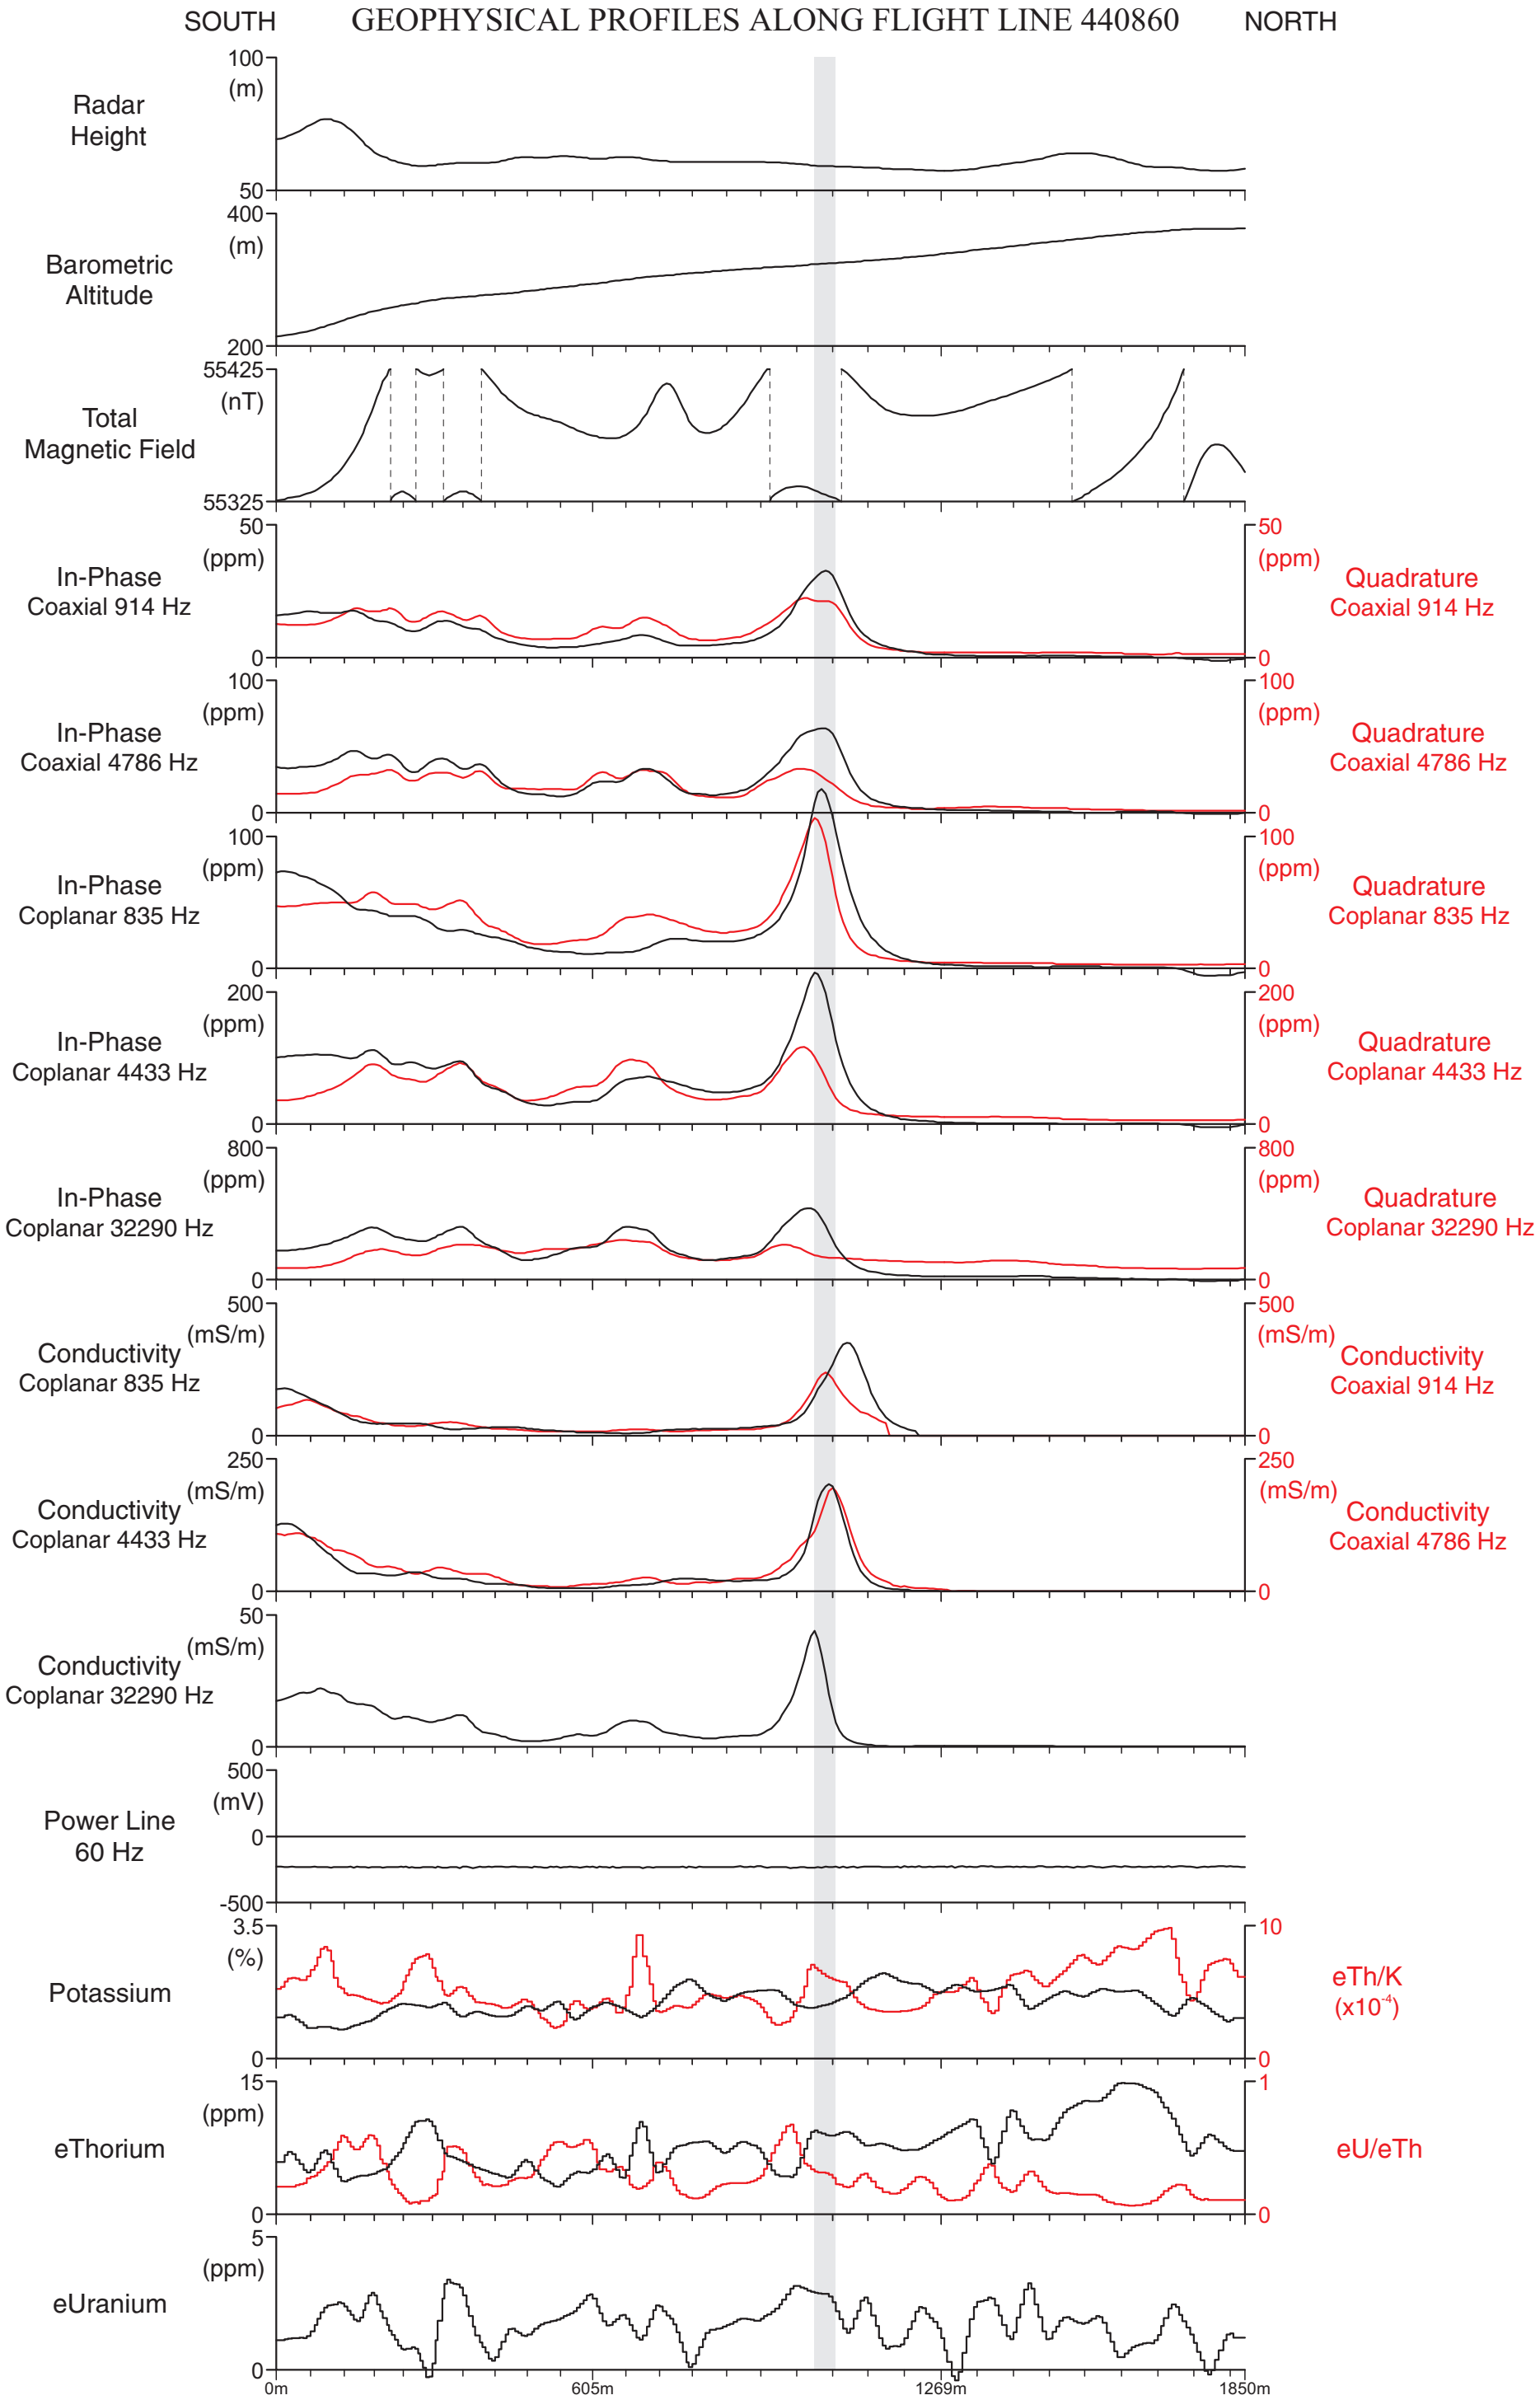 SOUTH GEOPHYSICAL PROFILES ALONG FLIGHT LINE 440860 NORTH
100
(m)
Radar
Height
50
400
(m)
Barometric
Altitude
200
55425
(nT)
Total
Magnetic Field
55325
50 50
(ppm) (ppm)
In-Phase Quadrature
Coaxial 914 Hz Coaxial 914 Hz
0 0
100 100
(ppm) (ppm)
In-Phase Quadrature
Coaxial 4786 Hz Coaxial 4786 Hz
0 0
100 100
(ppm) (ppm)
In-Phase Quadrature
Coplanar 835 Hz Coplanar 835 Hz
0 0
200 200
(ppm) (ppm)
In-Phase Quadrature
Coplanar 4433 Hz Coplanar 4433 Hz
0 0
800 800
(ppm) (ppm)
In-Phase Quadrature
Coplanar 32290 Hz Coplanar 32290 Hz
0 0
500 500
(mS/m) (mS/m)
Conductivity Conductivity
Coplanar 835 Hz Coaxial 914 Hz
0 0
250 250
(mS/m) (mS/m)
Conductivity Conductivity
Coplanar 4433 Hz Coaxial 4786 Hz
0 0
50
(mS/m)
Conductivity
Coplanar 32290 Hz
0
500
(mV)
Power Line
0
60 Hz
-500
3.5 10
(%)
Potassium eTh/K
(x10⁻⁴)
0 0
15 1
(ppm)
eThorium eU/eTh
0 0
5
(ppm)
eUranium
0
0m 605m 1269m 1850m